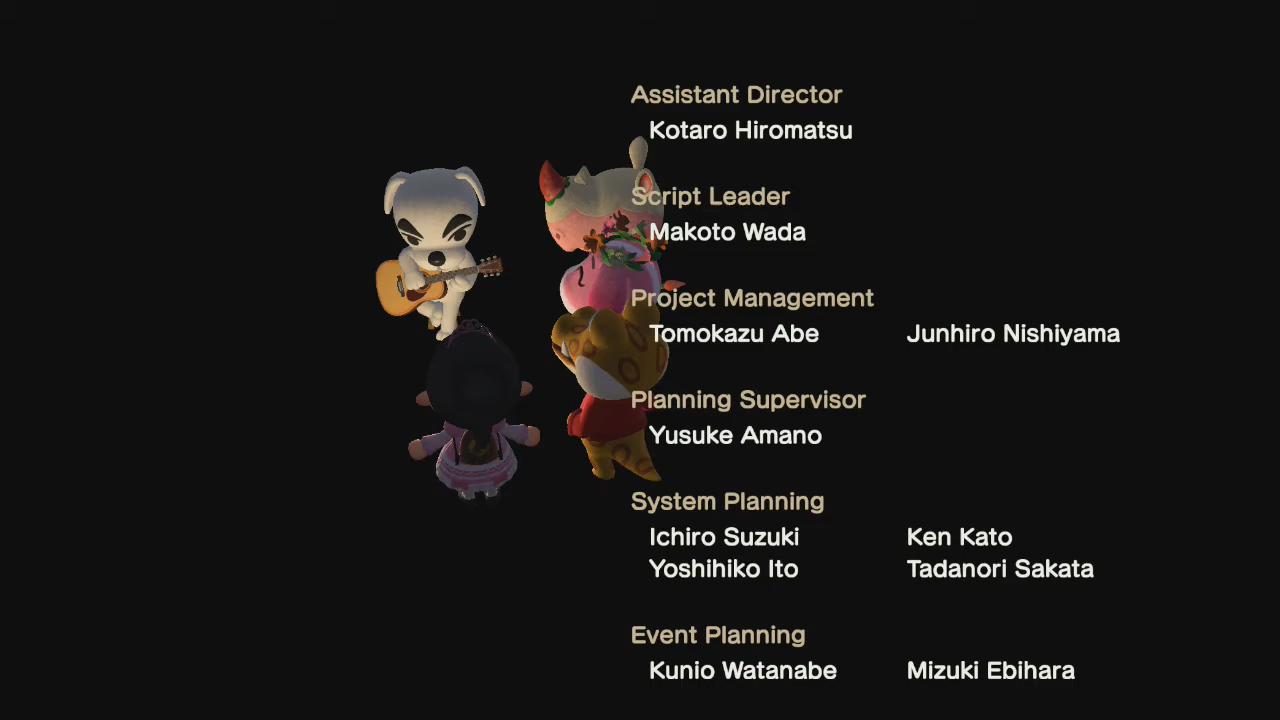 Assistant Director
Kotaro Hiromatsu
Script Leader
Makoto Wada
Project Management
Tomokazu Abe Junhiro Nishiyama
Planning Supervisor
Yusuke Amano
System Planning
Ichiro Suzuki Ken Kato
Yoshihiko Ito Tadanori Sakata
Event Planning
Kunio Watanabe Mizuki Ebihara